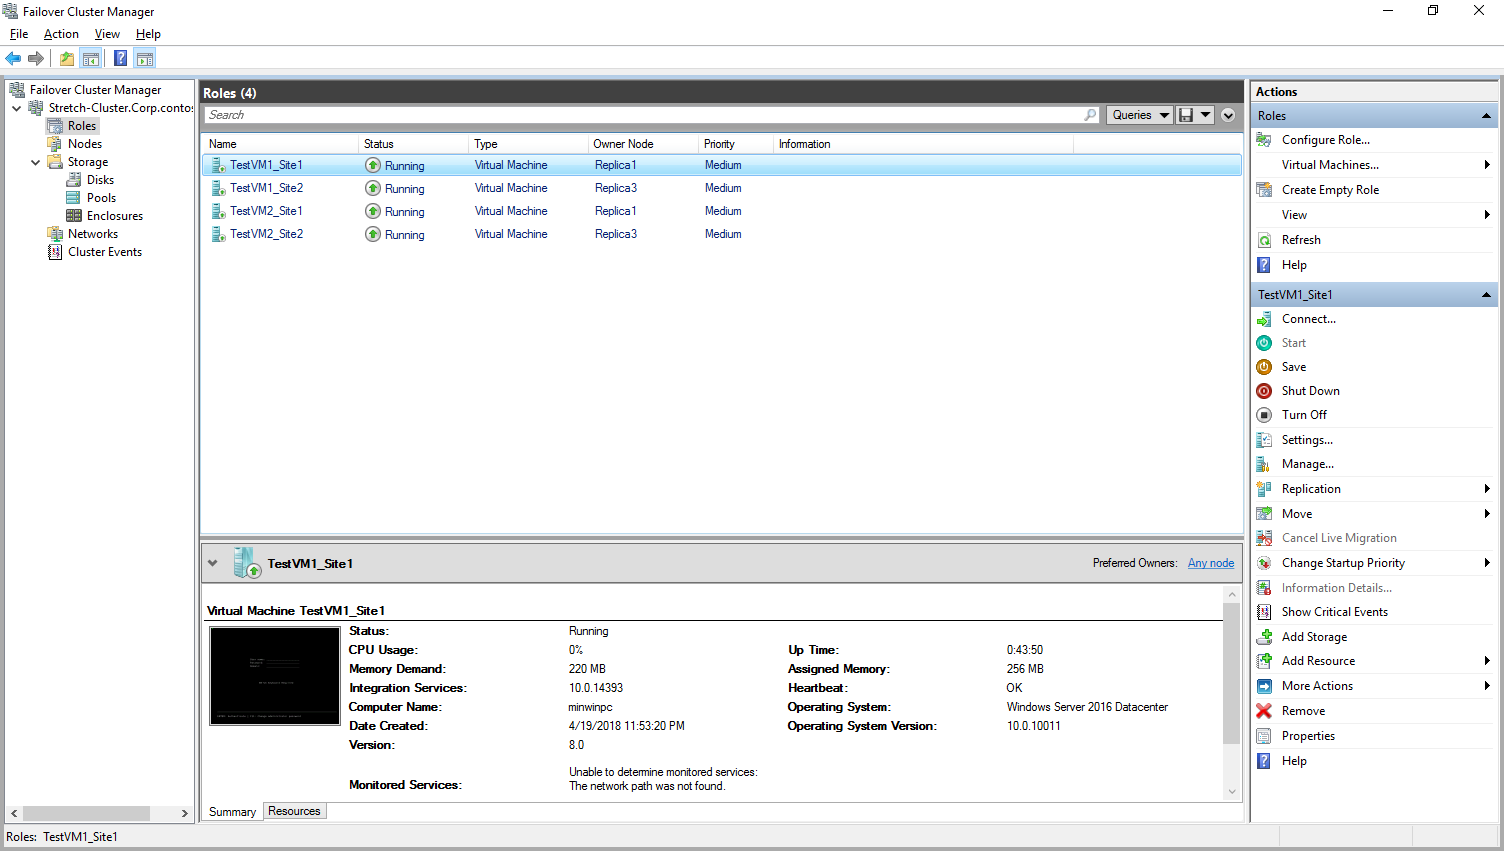 Failover Cluster Manager
File Action View Help
Failover Cluster Manager
Stretch-Cluster.Corp.contos
Roles
Nodes
Storage
Disks
Pools
Enclosures
Networks
Cluster Events
Roles (4)
Search
Queries
Name Status Type Owner Node Priority Information
TestVM1_Site1 Running Virtual Machine Replica1 Medium
TestVM1_Site2 Running Virtual Machine Replica3 Medium
TestVM2_Site1 Running Virtual Machine Replica1 Medium
TestVM2_Site2 Running Virtual Machine Replica3 Medium
TestVM1_Site1
Preferred Owners: Any node
Virtual Machine TestVM1_Site1
Status: Running
CPU Usage: 0% Up Time: 0:43:50
Memory Demand: 220 MB Assigned Memory: 256 MB
Integration Services: 10.0.14393 Heartbeat: OK
Computer Name: minwinpc Operating System: Windows Server 2016 Datacenter
Date Created: 4/19/2018 11:53:20 PM Operating System Version: 10.0.10011
Version: 8.0
Monitored Services: Unable to determine monitored services:
The network path was not found.
Summary Resources
Actions
Roles
Configure Role...
Virtual Machines...
Create Empty Role
View
Refresh
Help
TestVM1_Site1
Connect...
Start
Save
Shut Down
Turn Off
Settings...
Manage...
Replication
Move
Cancel Live Migration
Change Startup Priority
Information Details...
Show Critical Events
Add Storage
Add Resource
More Actions
Remove
Properties
Help
Roles: TestVM1_Site1